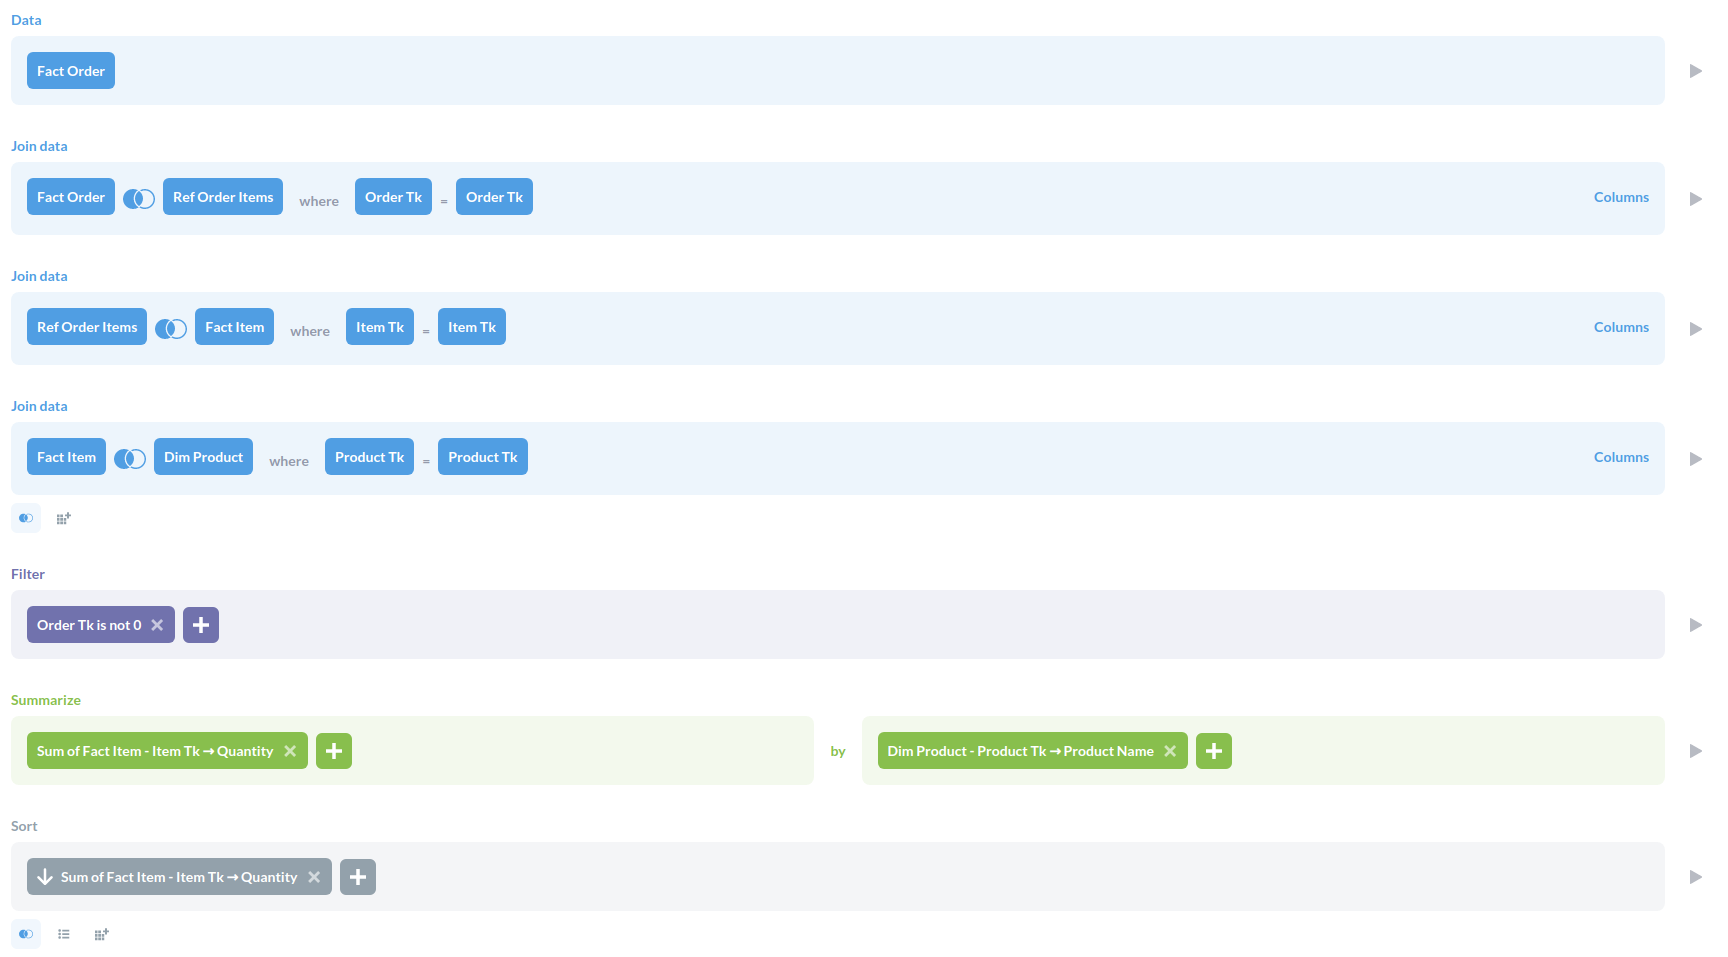 Data
Fact Order
Join data
Fact Order Ref Order Items where Order Tk = Order Tk Columns
Join data
Ref Order Items Fact Item where Item Tk = Item Tk Columns
Join data
Fact Item Dim Product where Product Tk = Product Tk Columns
Filter
Order Tk is not 0
Summarize
Sum of Fact Item - Item Tk → Quantity by Dim Product - Product Tk → Product Name
Sort
Sum of Fact Item - Item Tk → Quantity